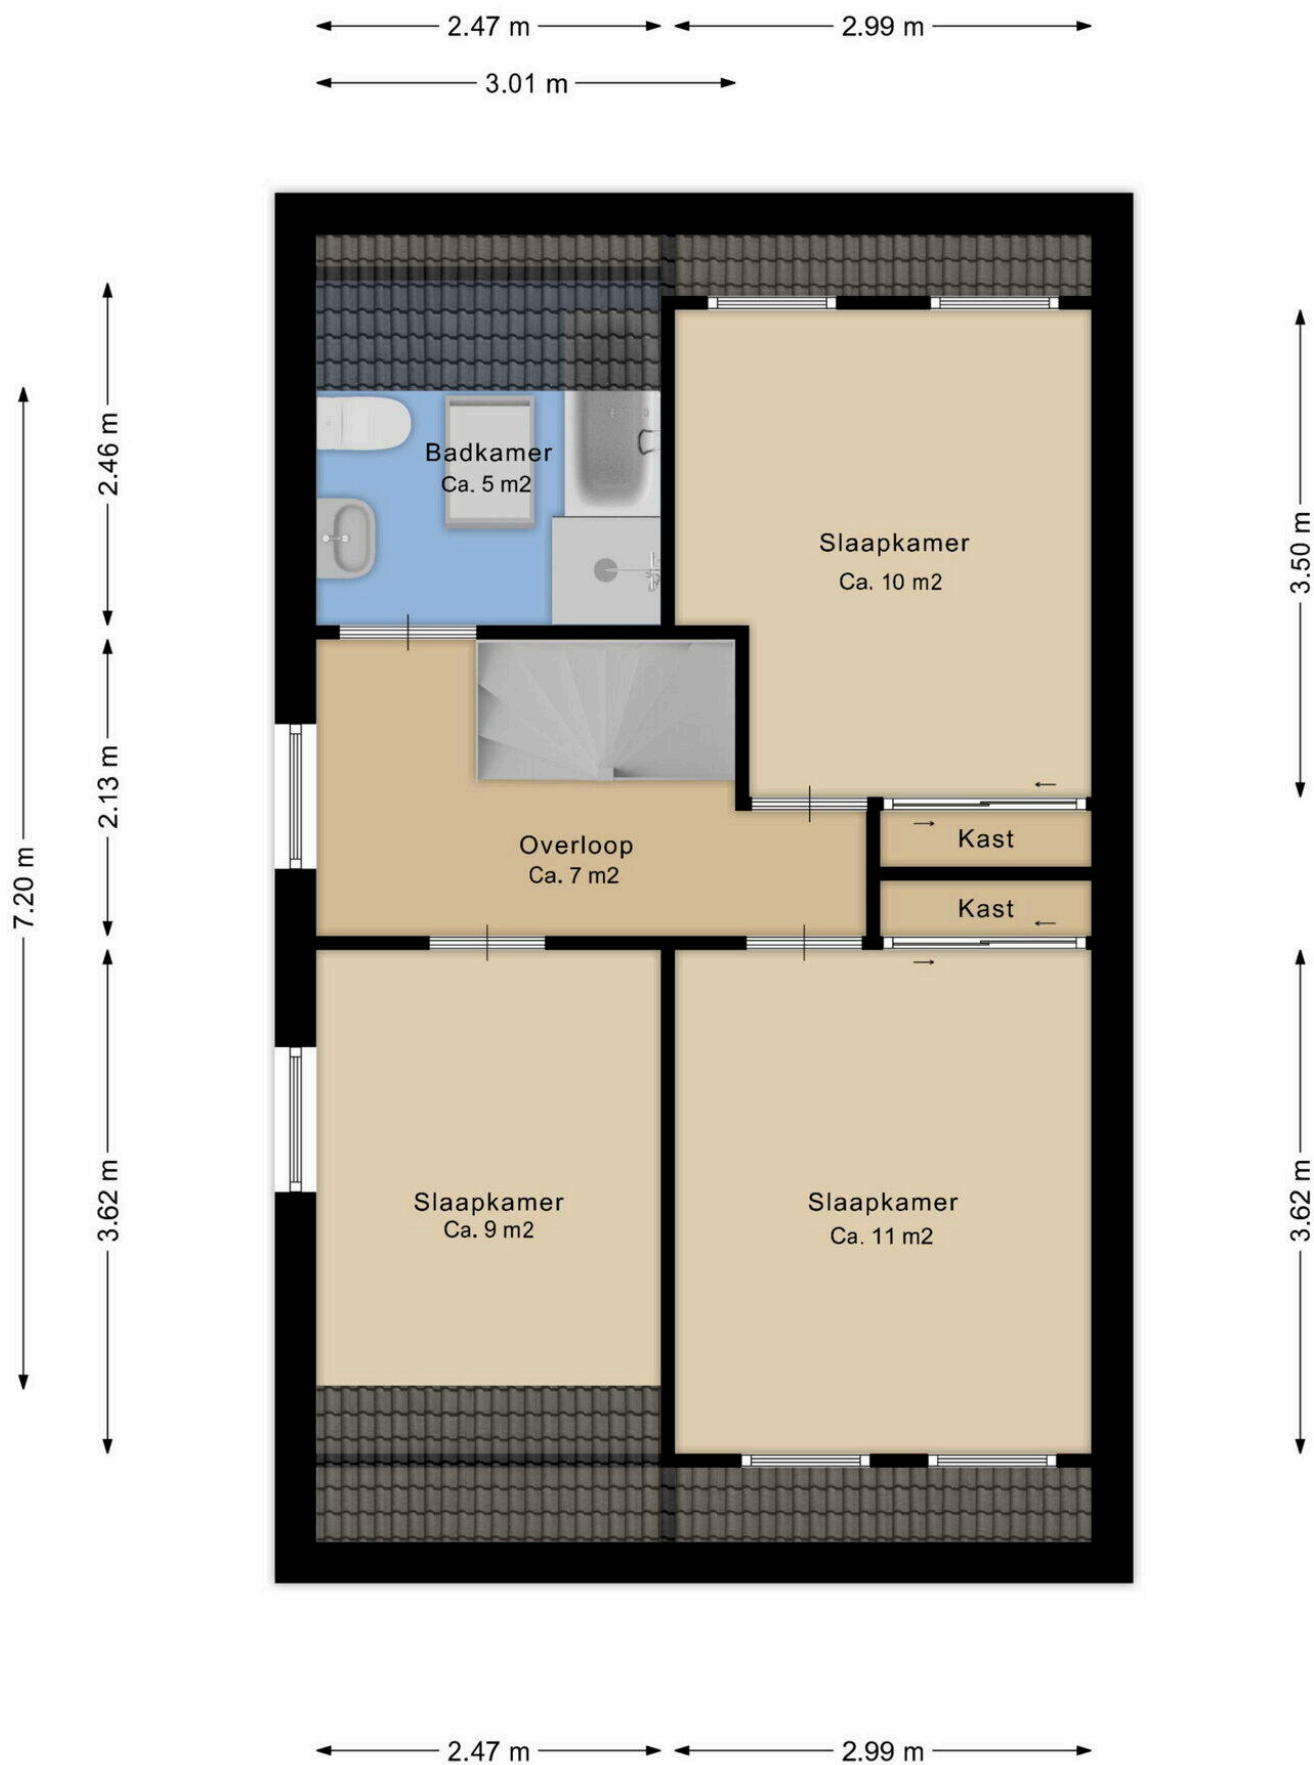 2.47 m
2.99 m
3.01 m
2.46 m
3.50 m
Badkamer
Ca. 5 m2
Slaapkamer
Ca. 10 m2
2.13 m
7.20 m
Overloop
Ca. 7 m2
Kast
Kast
3.62 m
3.62 m
Slaapkamer
Ca. 9 m2
Slaapkamer
Ca. 11 m2
2.47 m
2.99 m